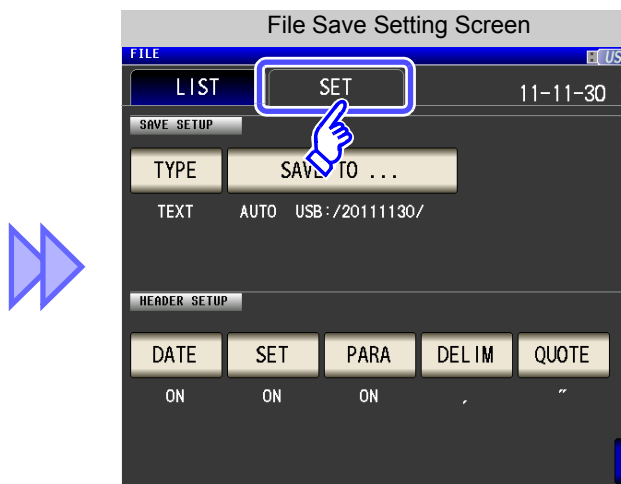 File Save Setting Screen
FILE
US
LIST SET 11-11-30
SAVE SETUP
TYPE SAVE TO ...
TEXT AUTO USB:/20111130/
HEADER SETUP
DATE SET PARA DELIM QUOTE
ON ON ON , ″